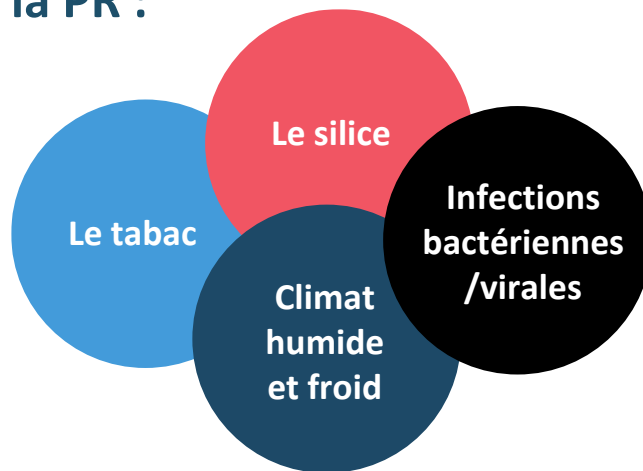 la PR :
Le silice
Le tabac
Infections
bactériennes
/virales
Climat
humide
et froid